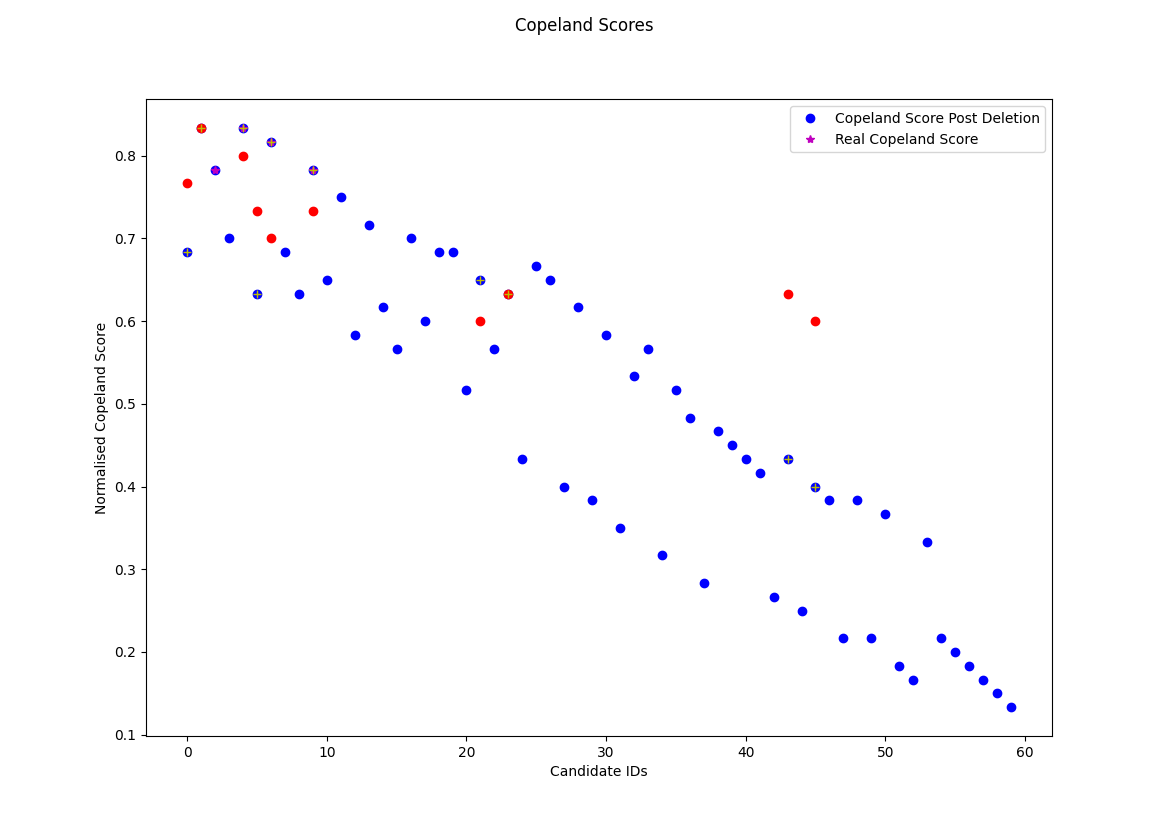 Copeland Scores
Copeland Score Post Deletion
Real Copeland Score
Normalised Copeland Score
0.8
0.7
0.6
0.5
0.4
0.3
0.2
0.1
0 10 20 30 40 50 60
Candidate IDs